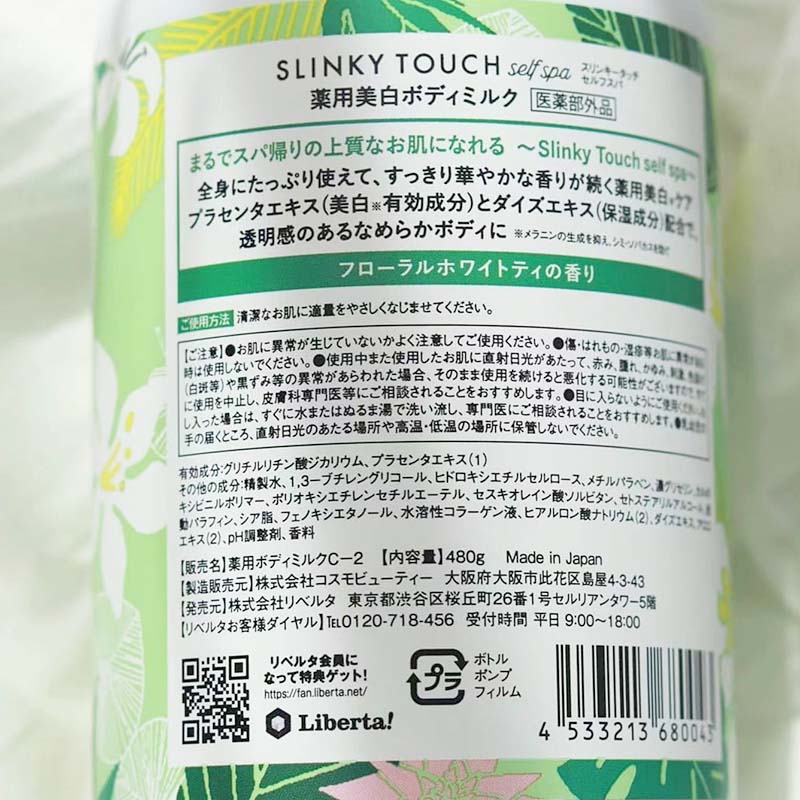 SLINKY TOUCH self spa スリンキータッチ
セルフスパ
薬用美白ボディミルク 医薬部外品
まるでスパ帰りの上質なお肌になれる ～Slinky Touch self spa～
全身にたっぷり使えて、すっきり華やかな香りが続く薬用美白※ケア
プラセンタエキス(美白※有効成分)とダイズエキス(保湿成分)配合で、
透明感のあるなめらかボディに ※メラニンの生成を抑え、シミ・ソバカスを防ぐ
フローラルホワイトティの香り
ご使用方法 清潔なお肌に適量をやさしくなじませてください。
【ご注意】●お肌に異常が生じていないかよく注意してご使用ください。●傷・はれもの・湿疹等お肌に異常が
時は使用しないでください。●使用中または使用したお肌に直射日光があたって、赤み、腫れ、かゆみ、刺激、
(白斑等)や黒ずみ等の異常があらわれた場合、そのまま使用を続けると悪化する可能性がございますので、
に使用を中止し、皮膚科専門医等にご相談されることをおすすめします。●目に入らないようにご使用ください。
し入った場合は、すぐに水またはぬるま湯で洗い流し、専門医にご相談されることをおすすめします。
手の届くところ、直射日光のあたる場所や高温・低温の場所に保管しないでください。
有効成分:グリチルリチン酸ジカリウム、プラセンタエキス(1)
その他の成分:精製水、1,3-ブチレングリコール、ヒドロキシエチルセルロース、メチルパラベン、濃グリセリン、
キシビニルポリマー、ポリオキシエチレンセチルエーテル、セスキオレイン酸ソルビタン、セトステアリルアルコール、
動パラフィン、シア脂、フェノキシエタノール、水溶性コラーゲン液、ヒアルロン酸ナトリウム(2)、ダイズエキス、
エキス(2)、pH調整剤、香料
【販売名】薬用ボディミルクC-2 【内容量】480g Made in Japan
【製造販売元】株式会社コスモビューティー 大阪府大阪市此花区島屋4-3-43
【発売元】株式会社リベルタ 東京都渋谷区桜丘町26番1号セルリアンタワー5階
【リベルタお客様ダイヤル】TEL0120-718-456 受付時間 平日 9:00～18:00
リベルタ会員に
なって特典ゲット!
https://fan.liberta.net/
Liberta!
プラ
ボトル
ポンプ
フィルム
4 533213 680043